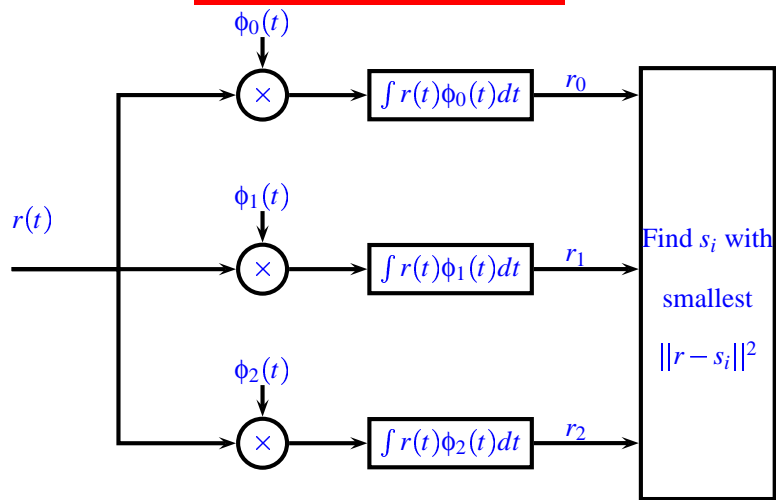 ϕ₀(t)
× ∫ r(t)ϕ₀(t)dt r₀
ϕ₁(t)
r(t)
× ∫ r(t)ϕ₁(t)dt r₁
Find sᵢ with
smallest
||r − sᵢ||²
ϕ₂(t)
× ∫ r(t)ϕ₂(t)dt r₂